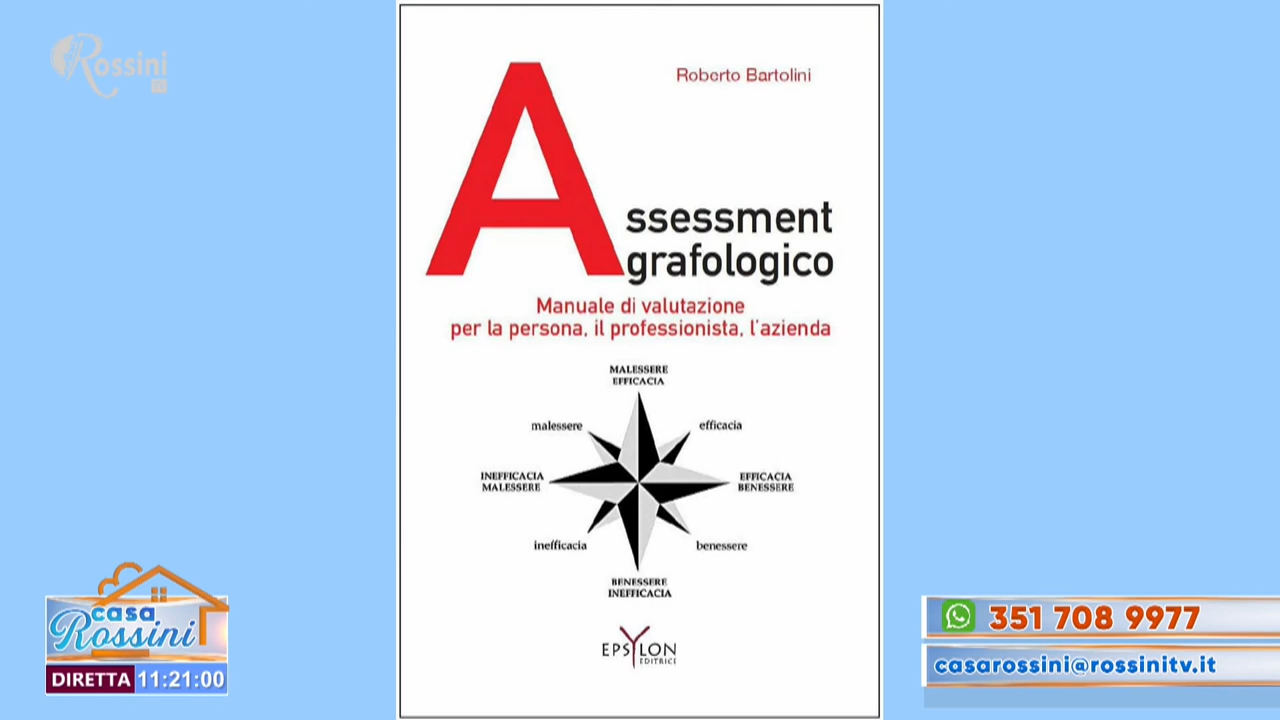 Rossini
Roberto Bartolini
Assessment
grafologico
Manuale di valutazione
per la persona, il professionista, l'azienda
MALESSERE
EFFICACIA
malessere
efficacia
INEFFICACIA
MALESSERE
EFFICACIA
BENESSERE
inefficacia
benessere
BENESSERE
INEFFICACIA
EPSYLON
EDITRICE
casa
Rossini
DIRETTA 11:21:00
351 708 9977
casarossini@rossinitv.it